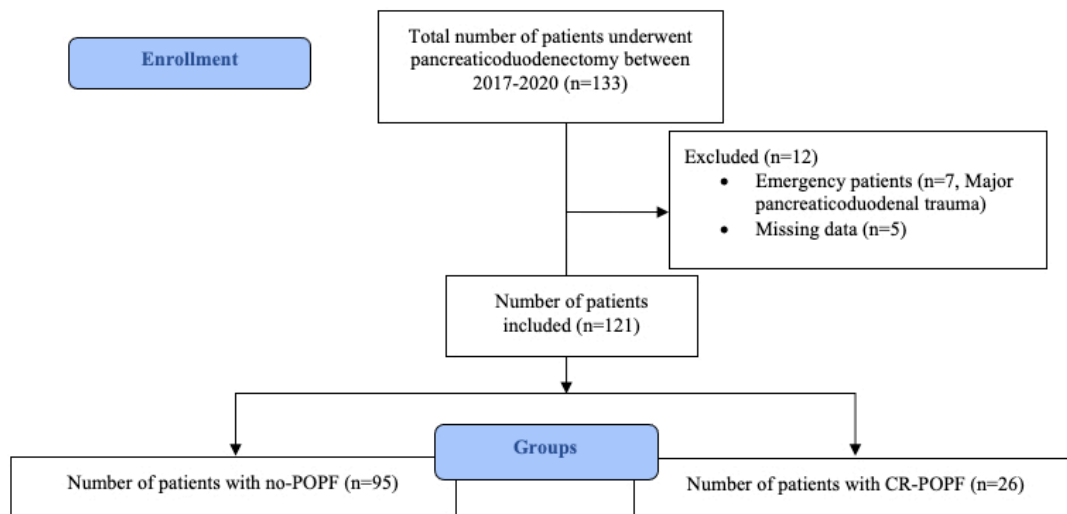 Enrollment
Total number of patients underwent
pancreaticoduodenectomy between
2017-2020 (n=133)
Excluded (n=12)
• Emergency patients (n=7, Major
pancreaticoduodenal trauma)
• Missing data (n=5)
Number of patients
included (n=121)
Groups
Number of patients with no-POPF (n=95)
Number of patients with CR-POPF (n=26)